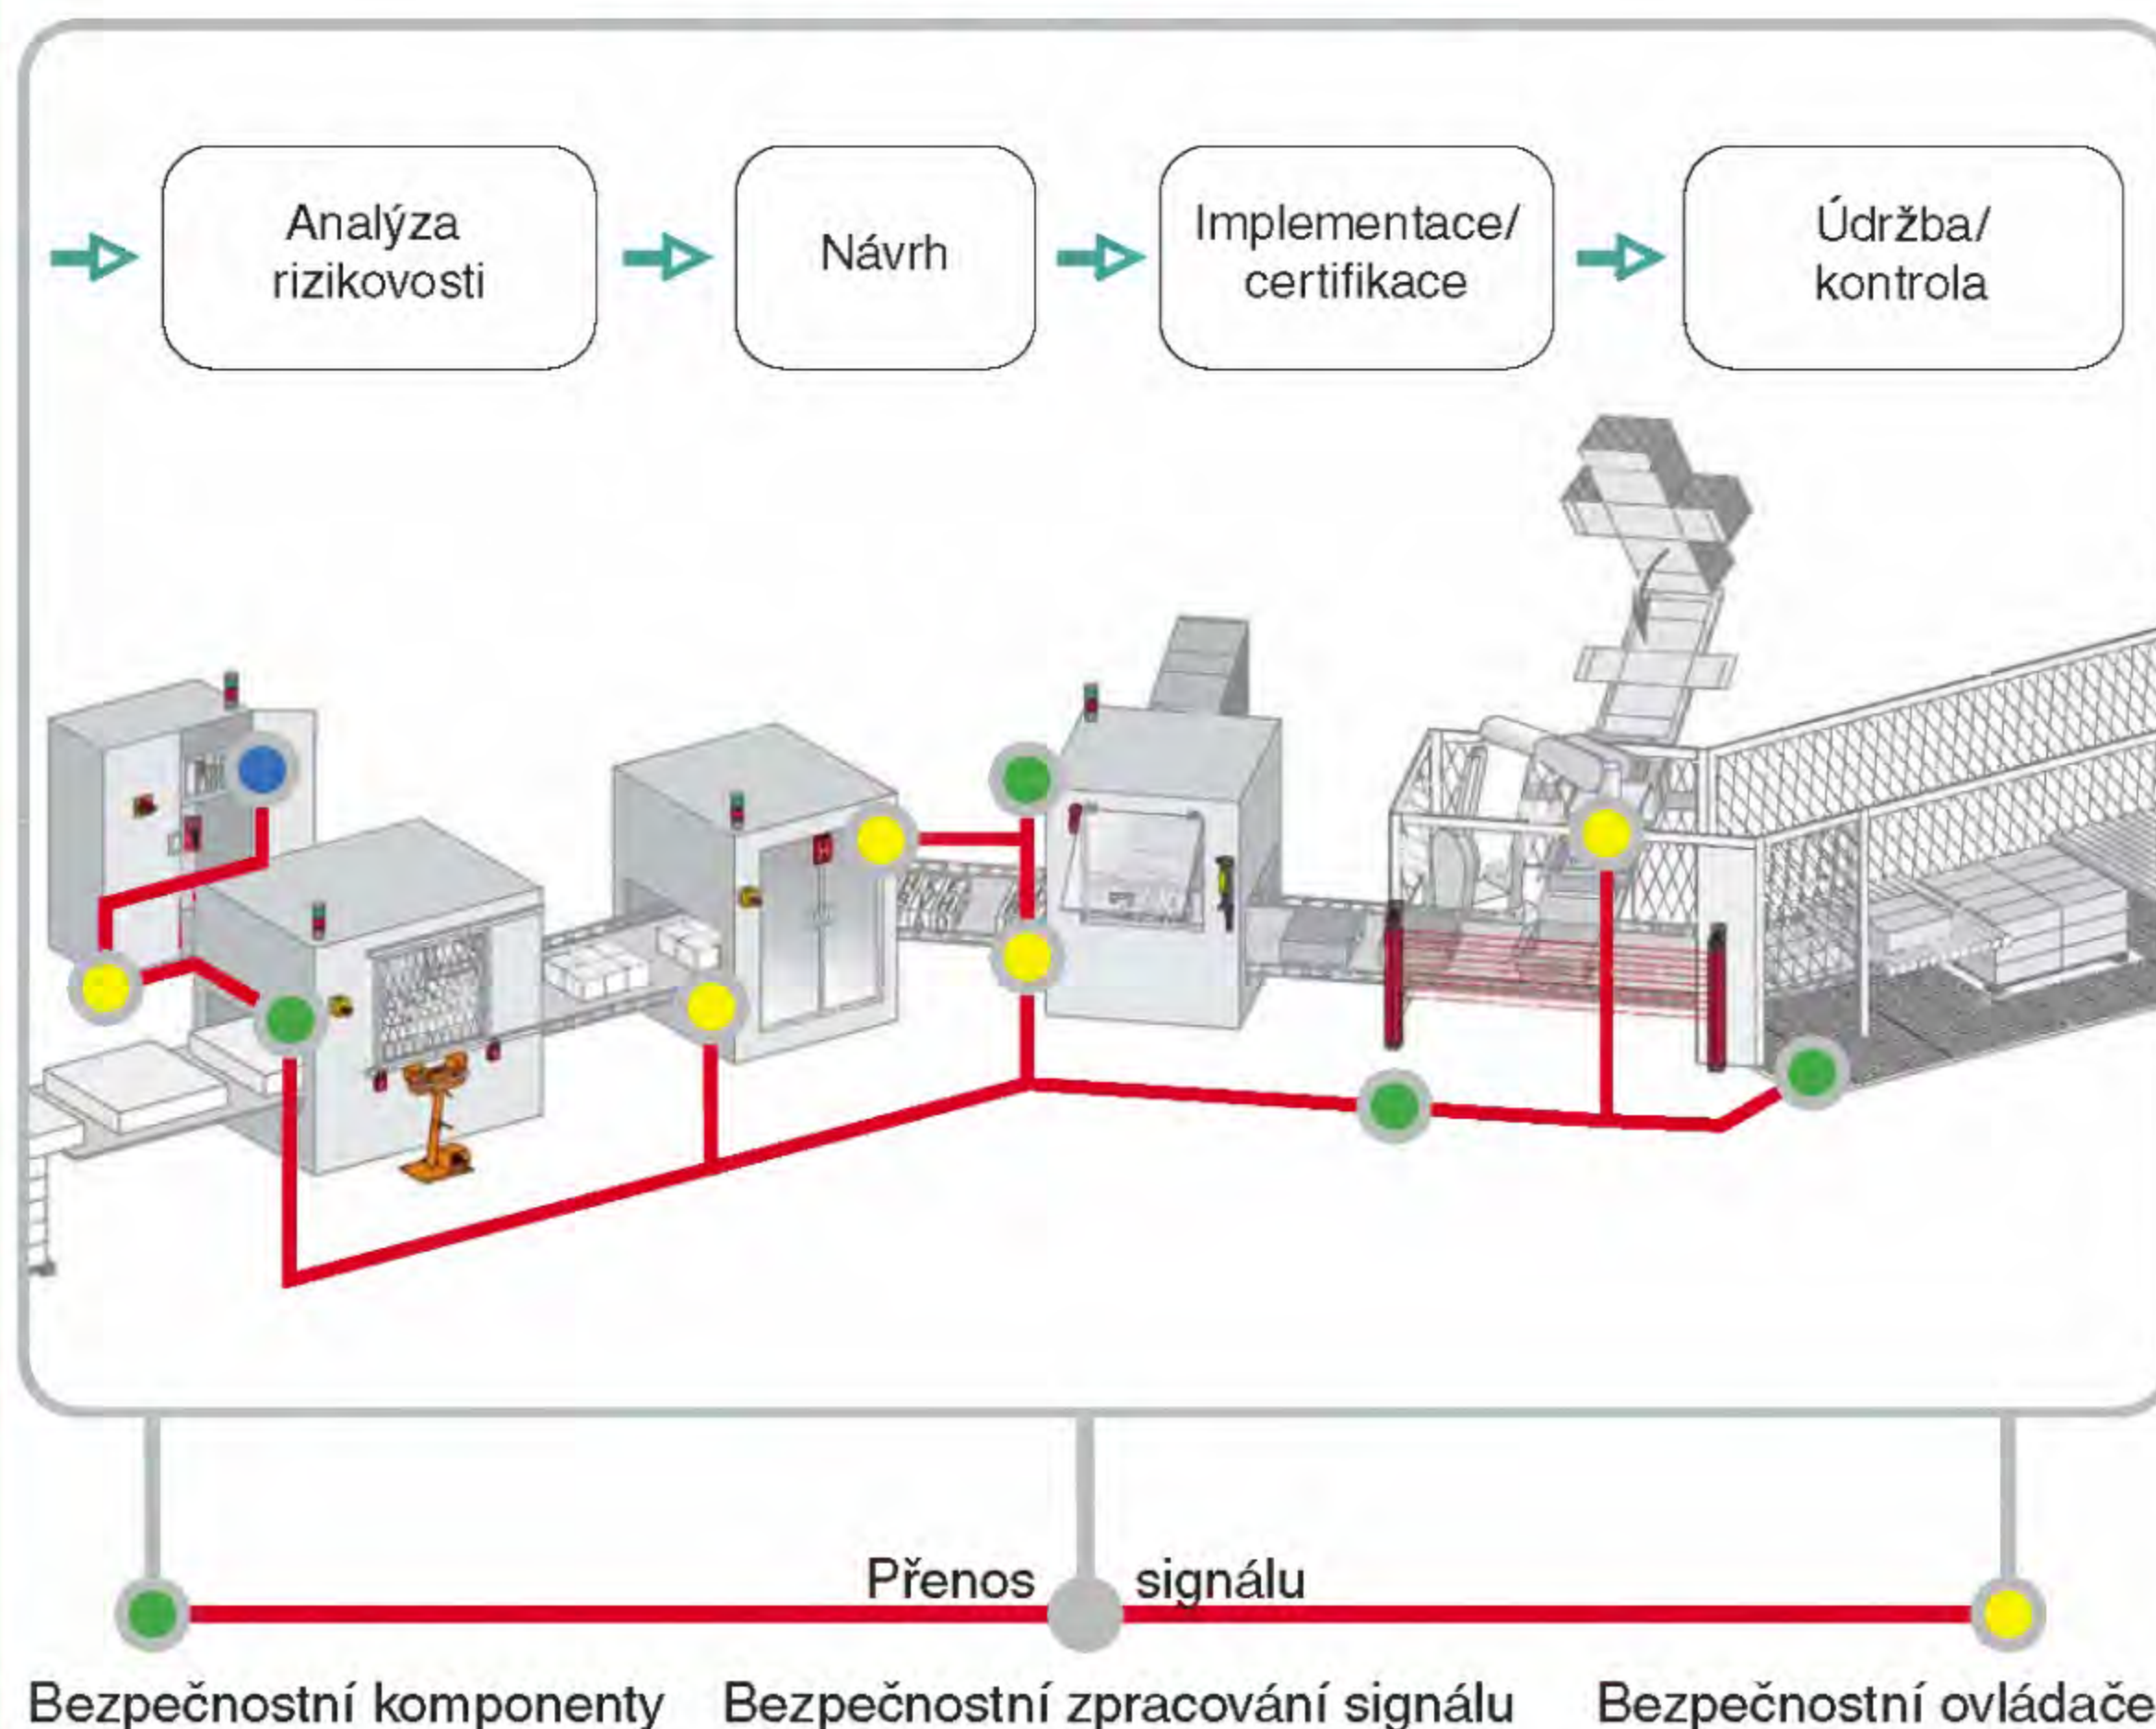 Analýza
rizikovosti
Návrh
Implementace/
certifikace
Údržba/
kontrola
Přenos signálu
Bezpečnostní komponenty
Bezpečnostní zpracování signálu
Bezpečnostní ovládače